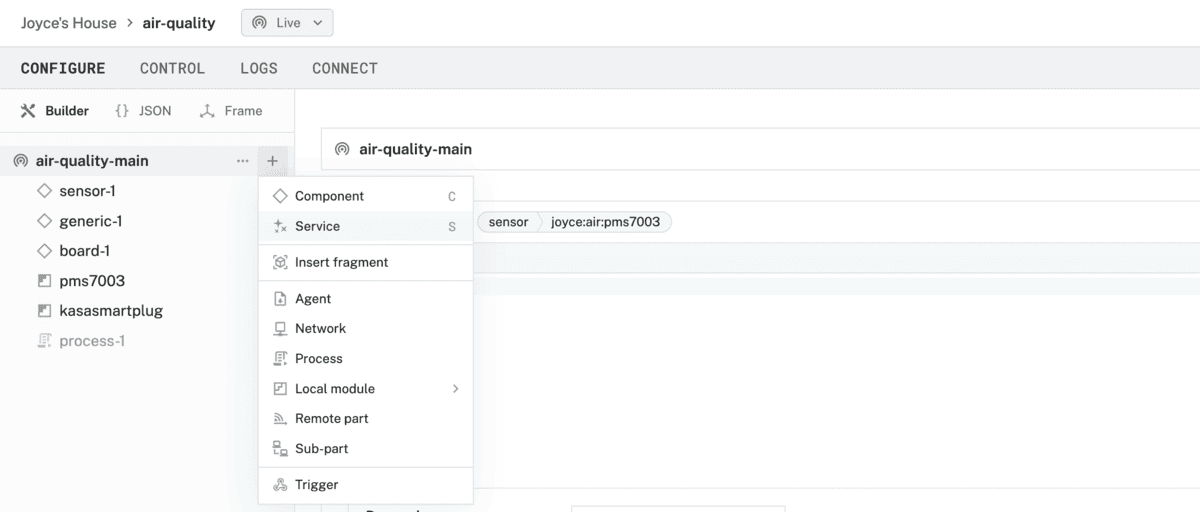 Joyce's House > air-quality Live
CONFIGURE CONTROL LOGS CONNECT
Builder {} JSON Frame
air-quality-main ... +
sensor-1
generic-1
board-1
pms7003
kasasmartplug
process-1
Component C
Service S
Insert fragment
Agent
Network
Process
Local module
Remote part
Sub-part
Trigger
air-quality-main
sensor joyce:air:pms7003